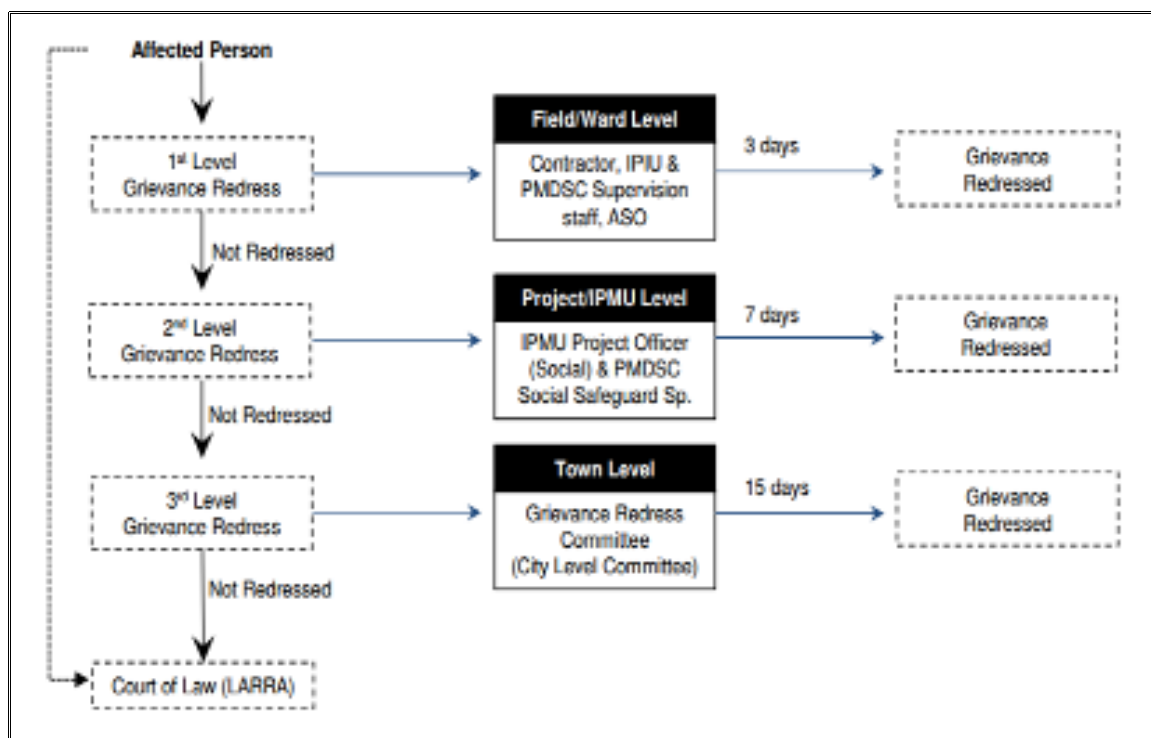 Affected Person
1st Level
Grievance Redress
Field/Ward Level
Contractor, IPIU &
PMDSC Supervision
staff, ASO
3 days
Grievance
Redressed
Not Redressed
2nd Level
Grievance Redress
Project/IPMU Level
IPMU Project Officer
(Social) & PMDSC
Social Safeguard Sp.
7 days
Grievance
Redressed
Not Redressed
3rd Level
Grievance Redress
Town Level
Grievance Redress
Committee
(City Level Committee)
15 days
Grievance
Redressed
Not Redressed
Court of Law (LARRA)